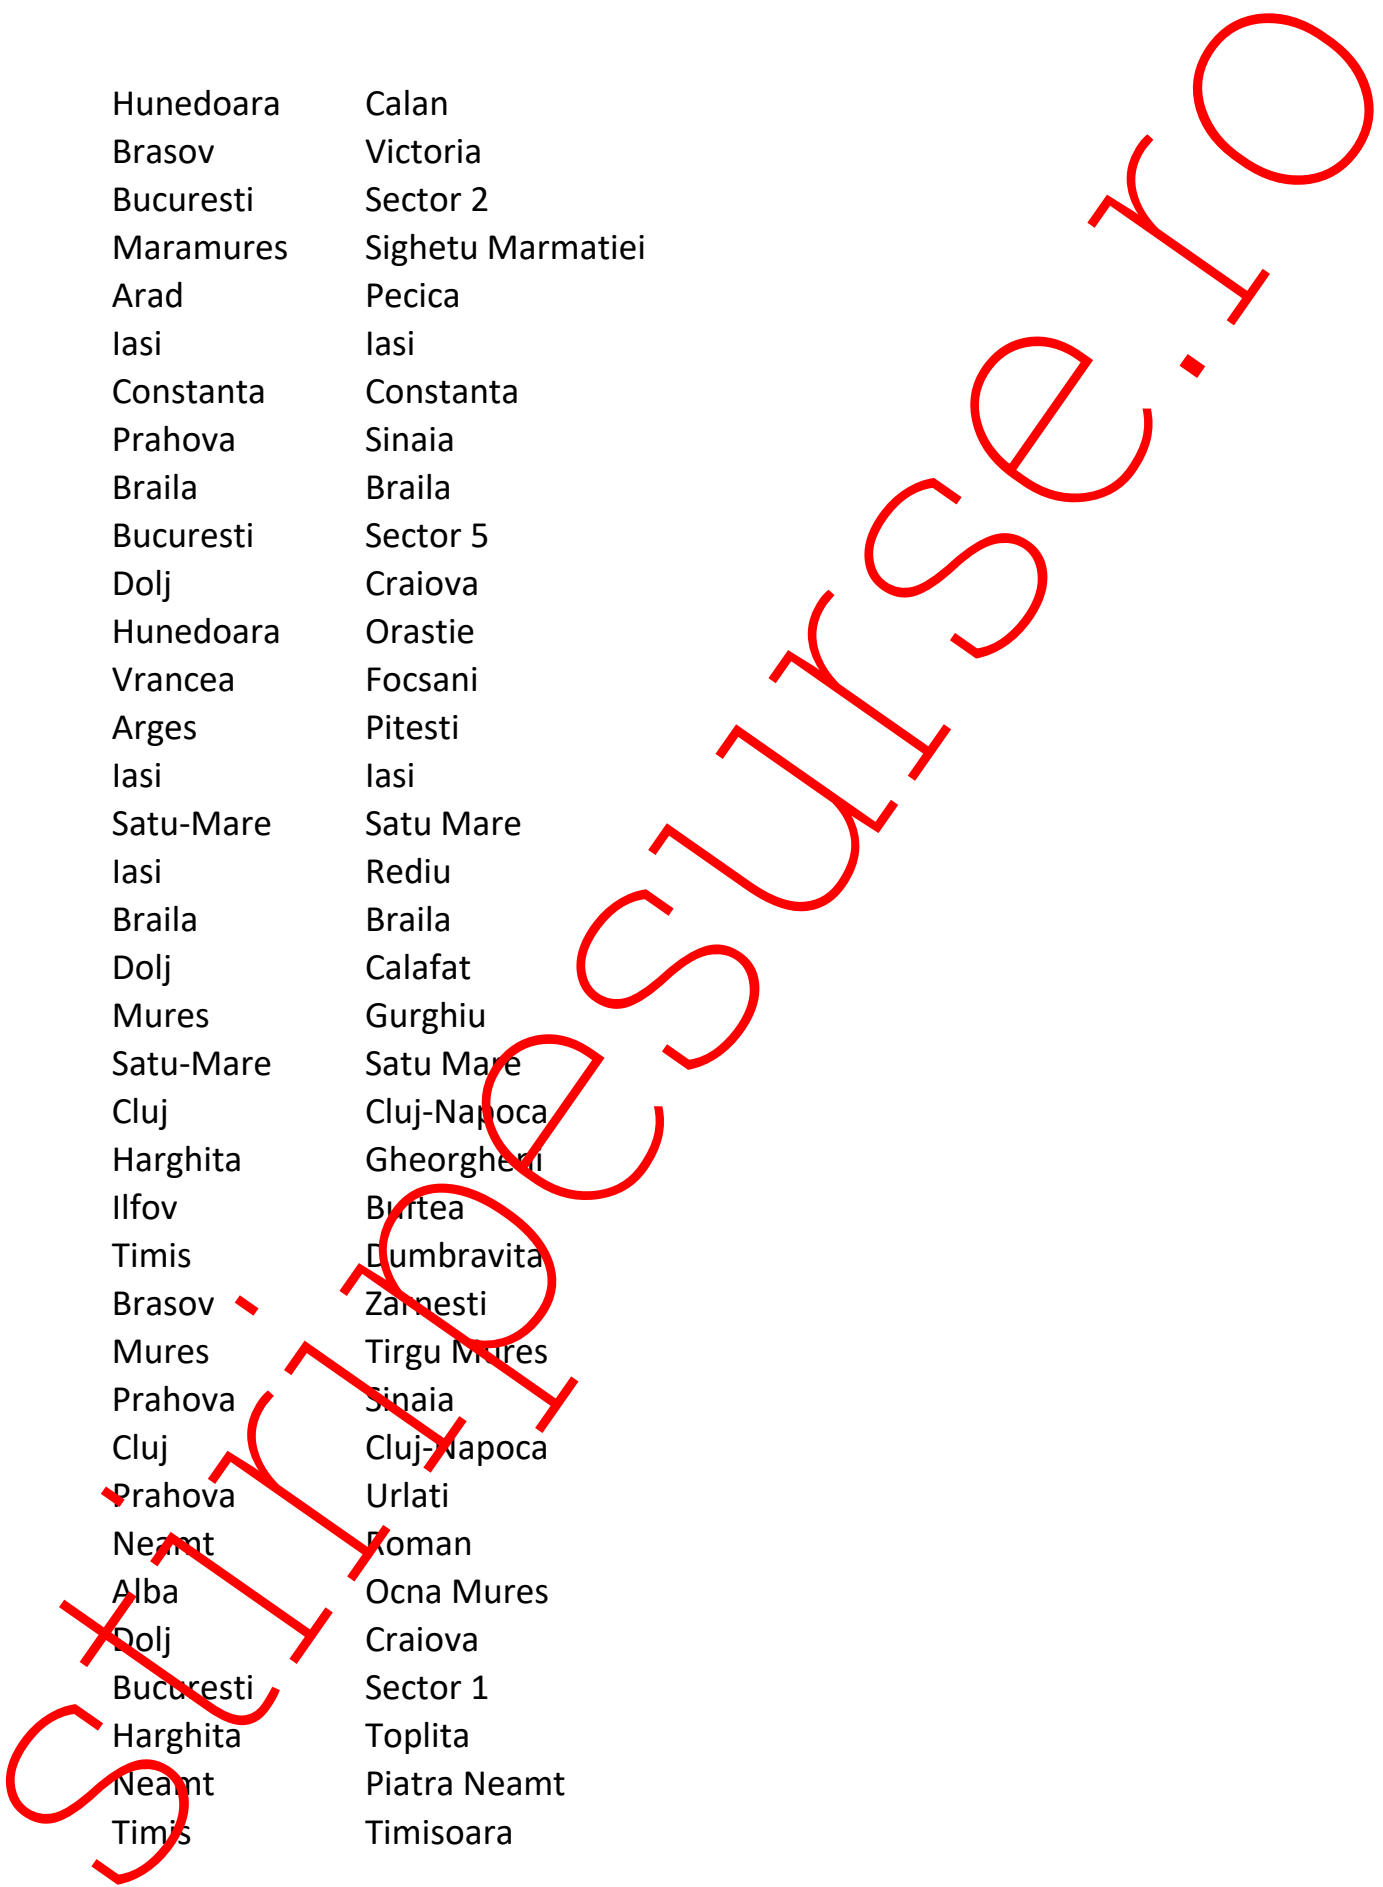 Hunedoara Calan
Brasov Victoria
Bucuresti Sector 2
Maramures Sighetu Marmatiei
Arad Pecica
Iasi Iasi
Constanta Constanta
Prahova Sinaia
Braila Braila
Bucuresti Sector 5
Dolj Craiova
Hunedoara Orastie
Vrancea Focsani
Arges Pitesti
Iasi Iasi
Satu-Mare Satu Mare
Iasi Rediu
Braila Braila
Dolj Calafat
Mures Gurghiu
Satu-Mare Satu Mare
Cluj Cluj-Napoca
Harghita Gheorgheni
Ilfov Buftea
Timis Dumbravita
Brasov Zarnesti
Mures Tirgu Mures
Prahova Sinaia
Cluj Cluj-Napoca
Prahova Urlati
Neamt Roman
Alba Ocna Mures
Dolj Craiova
Bucuresti Sector 1
Harghita Toplita
Neamt Piatra Neamt
Timis Timisoara
stiripesurse.ro